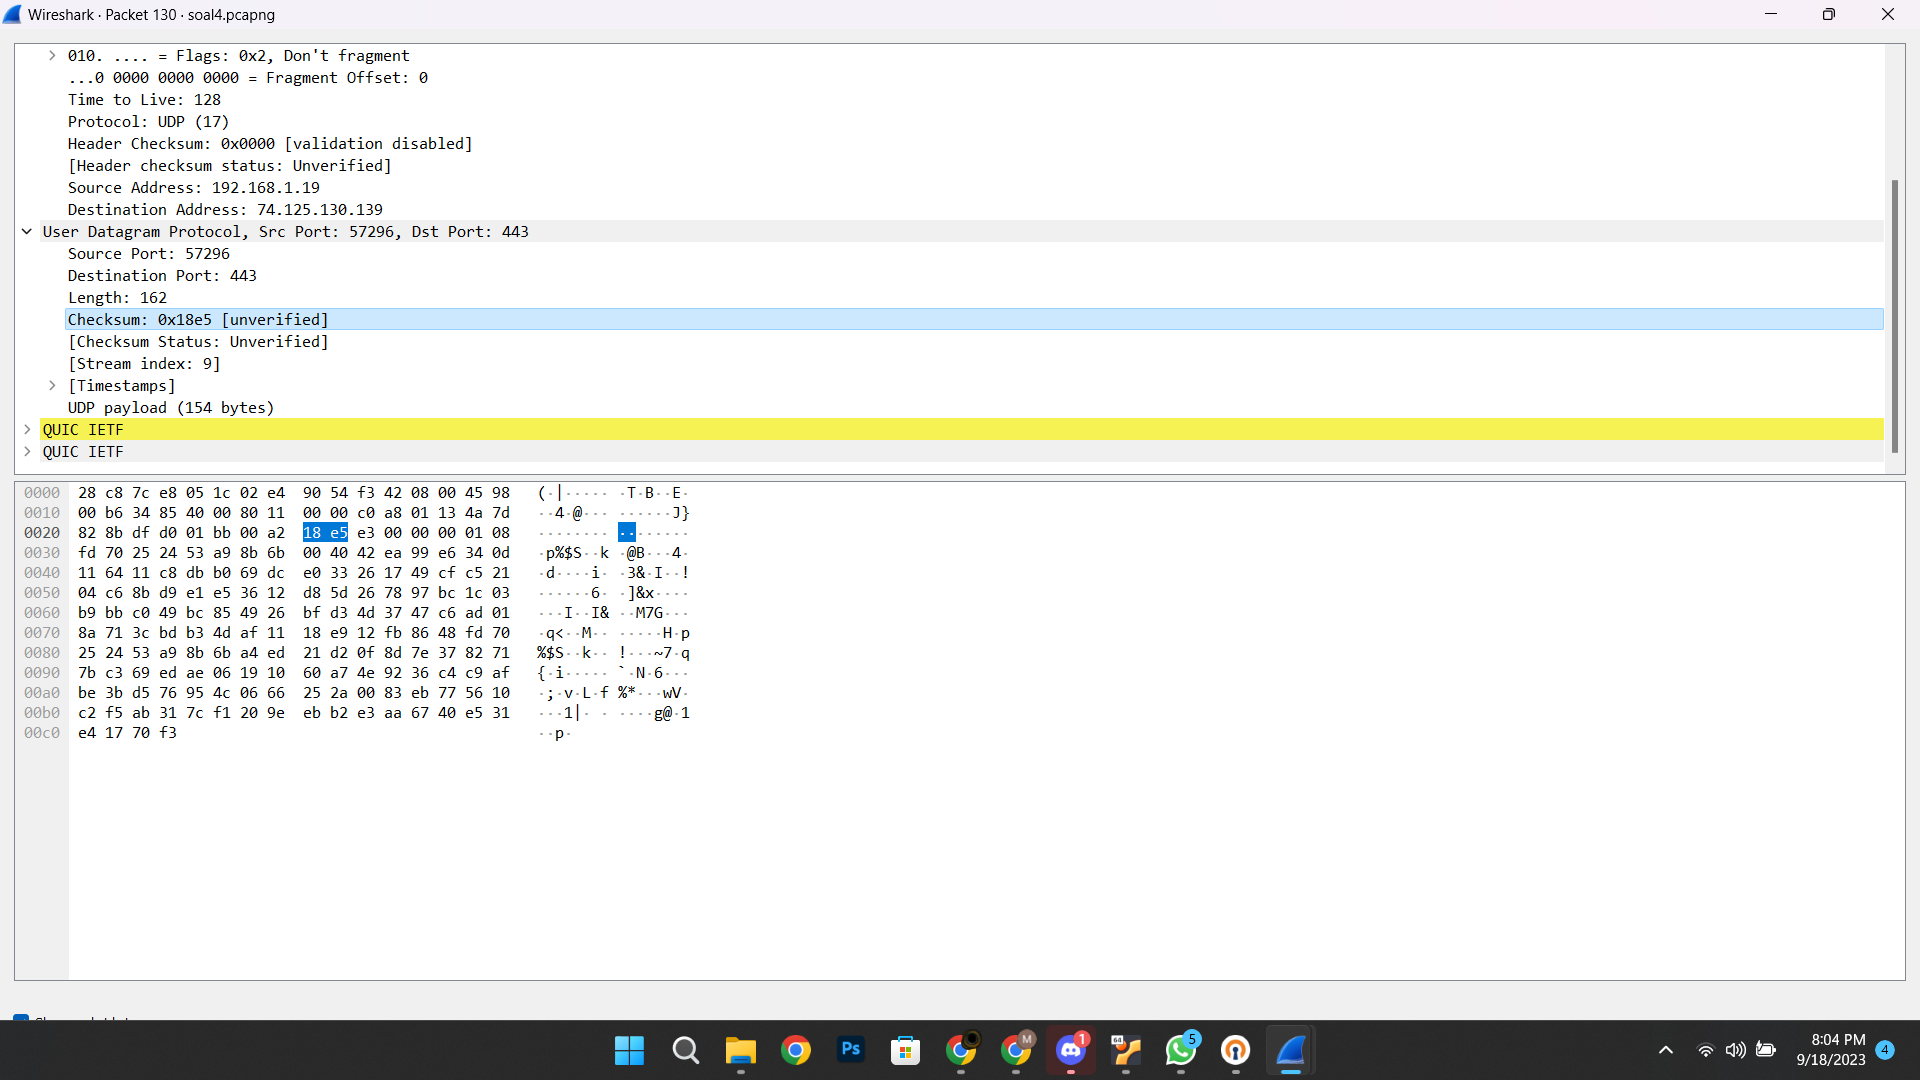 Wireshark · Packet 130 · soal4.pcapng
010. .... = Flags: 0x2, Don't fragment
...0 0000 0000 0000 = Fragment Offset: 0
Time to Live: 128
Protocol: UDP (17)
Header Checksum: 0x0000 [validation disabled]
[Header checksum status: Unverified]
Source Address: 192.168.1.19
Destination Address: 74.125.130.139
User Datagram Protocol, Src Port: 57296, Dst Port: 443
Source Port: 57296
Destination Port: 443
Length: 162
Checksum: 0x18e5 [unverified]
[Checksum Status: Unverified]
[Stream index: 9]
[Timestamps]
UDP payload (154 bytes)
QUIC IETF
QUIC IETF
0000 28 c8 7c e8 05 1c 02 e4 90 54 f3 42 08 00 45 98 (·|····· ·T·B··E·
0010 00 b6 34 85 40 00 80 11 00 00 c0 a8 01 13 4a 7d ··4·@··· ······J}
0020 82 8b df d0 01 bb 00 a2 18 e5 e3 00 00 00 01 08 ········ ········
0030 fd 70 25 24 53 a9 8b 6b 00 40 42 ea 99 e6 34 0d ·p%$S··k ·@B···4·
0040 11 64 11 c8 db b0 69 dc e0 33 26 17 49 cf c5 21 ·d····i· ·3&·I··!
0050 04 c6 8b d9 e1 e5 36 12 d8 5d 26 78 97 bc 1c 03 ······6· ·]&x····
0060 b9 bb c0 49 bc 85 49 26 bf d3 4d 37 47 c6 ad 01 ···I··I& ··M7G···
0070 8a 71 3c bd b3 4d af 11 18 e9 12 fb 86 48 fd 70 ·q<··M·· ·····H·p
0080 25 24 53 a9 8b 6b a4 ed 21 d2 0f 8d 7e 37 82 71 %$S··k·· !···~7·q
0090 7b c3 69 ed ae 06 19 10 60 a7 4e 92 36 c4 c9 af {·i····· `·N·6···
00a0 be 3b d5 76 95 4c 06 66 25 2a 00 83 eb 77 56 10 ·;·v·L·f %*···wV·
00b0 c2 f5 ab 31 7c f1 20 9e eb b2 e3 aa 67 40 e5 31 ···1|· · ····g@·1
00c0 e4 17 70 f3 ··p·
Ps
M
1
64
5
8:04 PM
9/18/2023
4